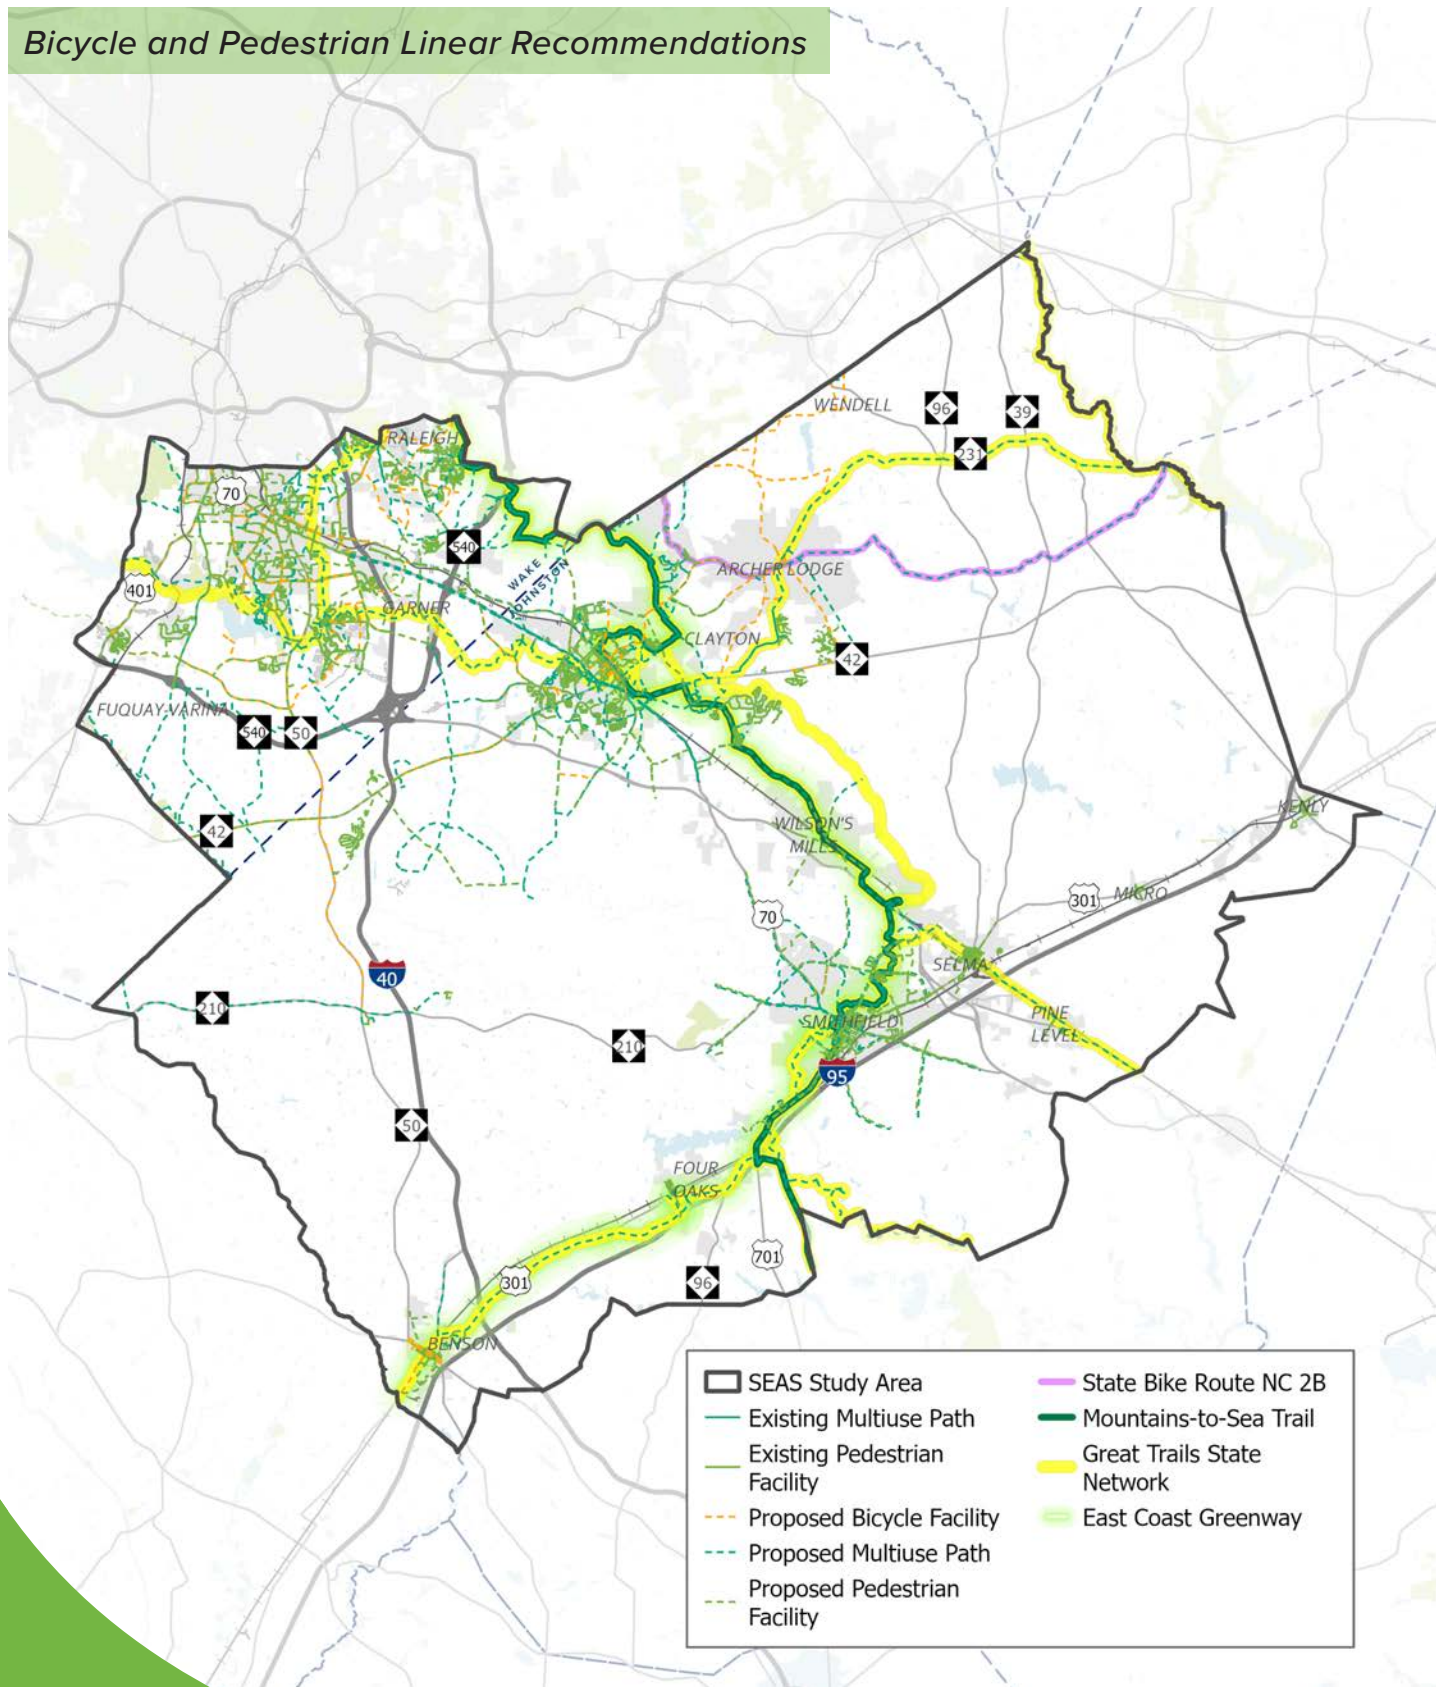 Bicycle and Pedestrian Linear Recommendations
WENDELL
96
39
231
RALEIGH
70
540
WAKE
JOHNSTON
ARCHER LODGE
401
GARNER
CLAYTON
42
FUQUAY-VARINA
540
50
42
WILSON'S
MILLS
KENLY
MICRO
301
70
SELMA
40
210
SMITHFIELD
PINE
LEVEL
210
95
50
FOUR
OAKS
701
301
96
BENSON
SEAS Study Area
Existing Multiuse Path
Existing Pedestrian
Facility
Proposed Bicycle Facility
Proposed Multiuse Path
Proposed Pedestrian
Facility
State Bike Route NC 2B
Mountains-to-Sea Trail
Great Trails State
Network
East Coast Greenway